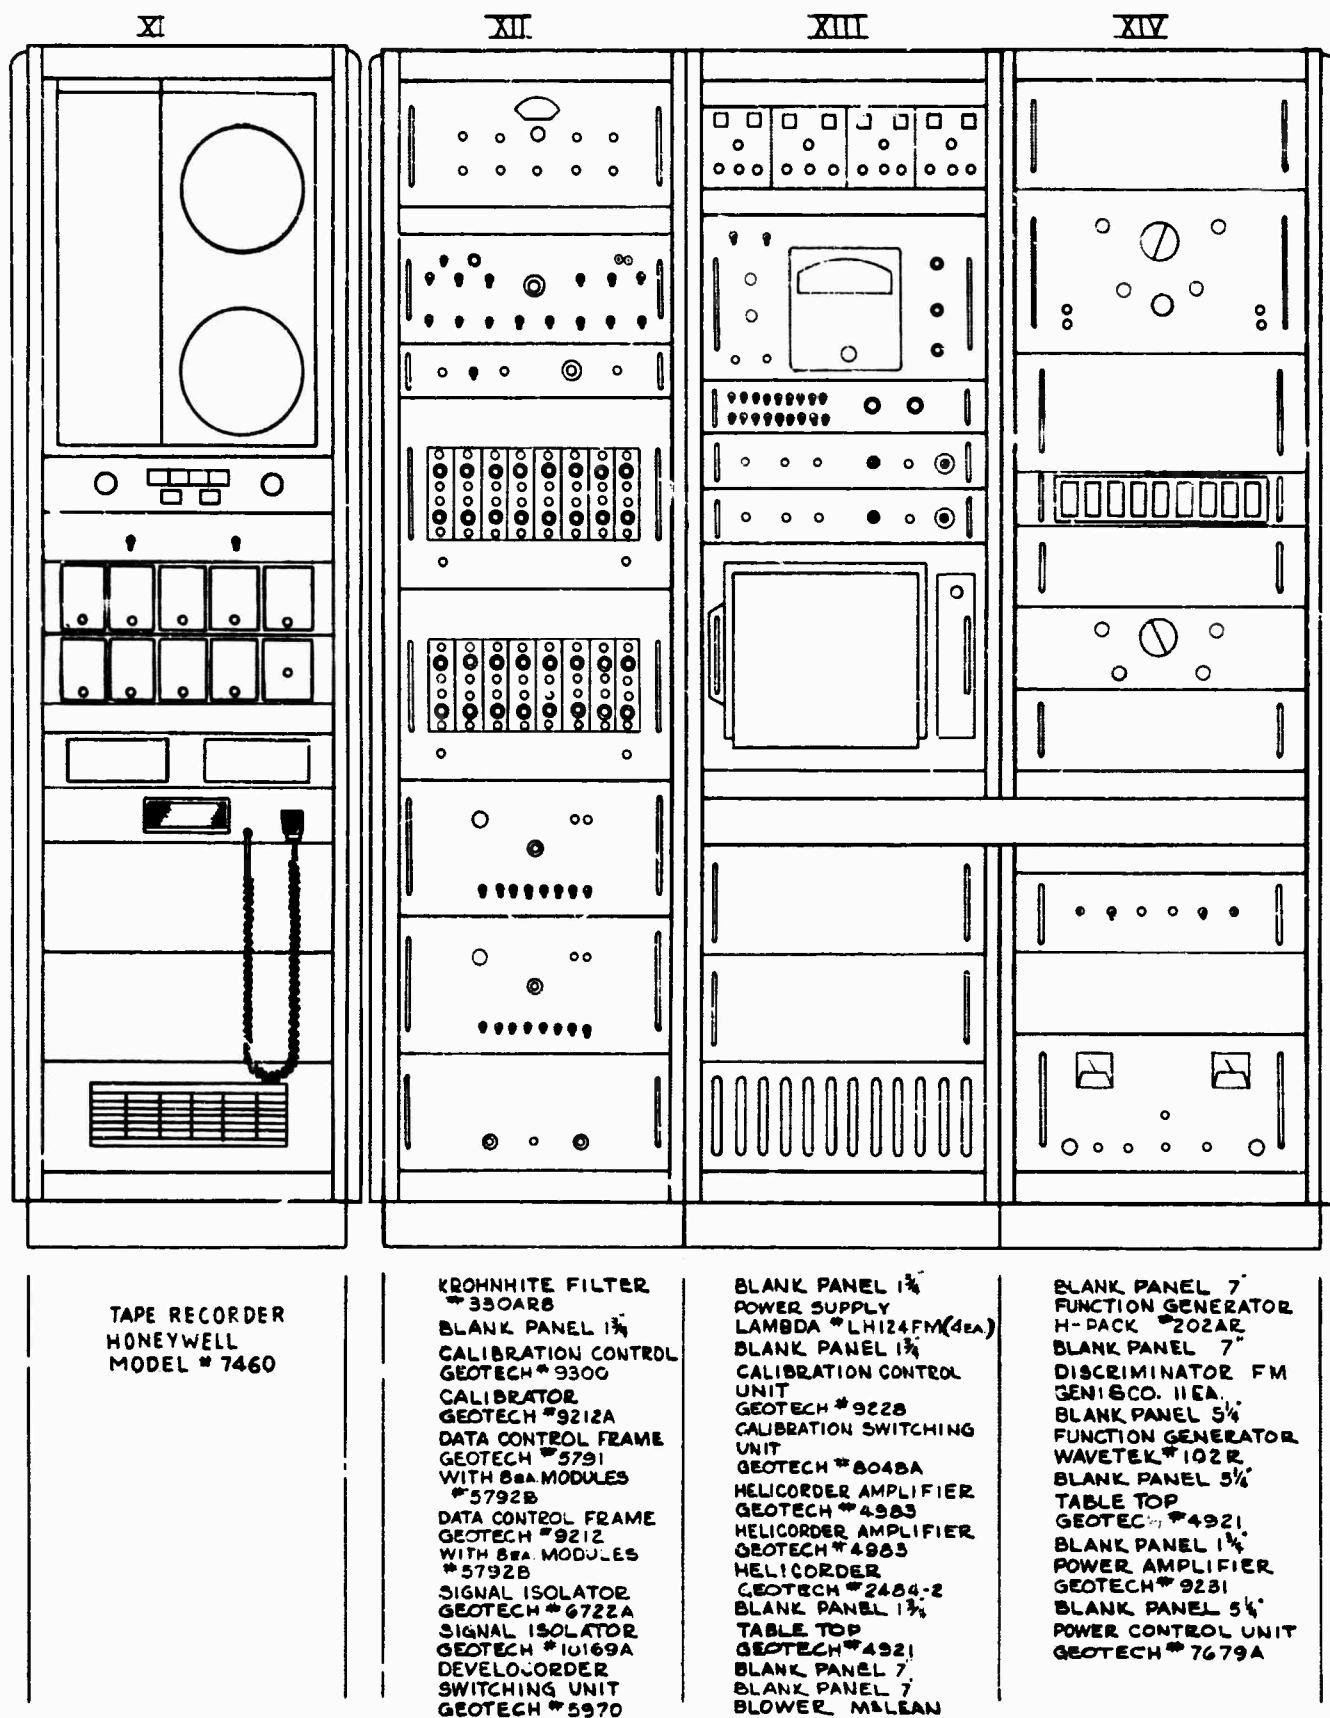 XI
XII
XIII
XIV
TAPE RECORDER
HONEYWELL
MODEL # 7460
KROHNHITE FILTER
# 330ARB
BLANK PANEL 1¾
CALIBRATION CONTROL
GEOTECH # 9300
CALIBRATOR
GEOTECH # 9212A
DATA CONTROL FRAME
GEOTECH # 5791
WITH 8EA. MODULES
# 5792B
DATA CONTROL FRAME
GEOTECH # 9212
WITH 8EA. MODULES
# 5792B
SIGNAL ISOLATOR
GEOTECH # 6722A
SIGNAL ISOLATOR
GEOTECH # 10169A
DEVELOCORDER
SWITCHING UNIT
GEOTECH # 5970
BLANK PANEL 1¾"
POWER SUPPLY
LAMBDA # LH124FM(4EA)
BLANK PANEL 1¾"
CALIBRATION CONTROL
UNIT
GEOTECH # 9228
CALIBRATION SWITCHING
UNIT
GEOTECH # 8048A
HELICORDER AMPLIFIER
GEOTECH # 4983
HELICORDER AMPLIFIER
GEOTECH # 4983
HELICORDER
GEOTECH # 2484-2
BLANK PANEL 1¾"
TABLE TOP
GEOTECH # 4921
BLANK PANEL 7"
BLANK PANEL 7"
BLOWER McLEAN
BLANK PANEL 7"
FUNCTION GENERATOR
H-PACK # 202AR
BLANK PANEL 7"
DISCRIMINATOR FM
GENISCO. 11EA.
BLANK PANEL 5¼"
FUNCTION GENERATOR
WAVETEK # 102R
BLANK PANEL 5¼"
TABLE TOP
GEOTECH # 4921
BLANK PANEL 1¾"
POWER AMPLIFIER
GEOTECH # 9231
BLANK PANEL 5¼"
POWER CONTROL UNIT
GEOTECH # 7679A